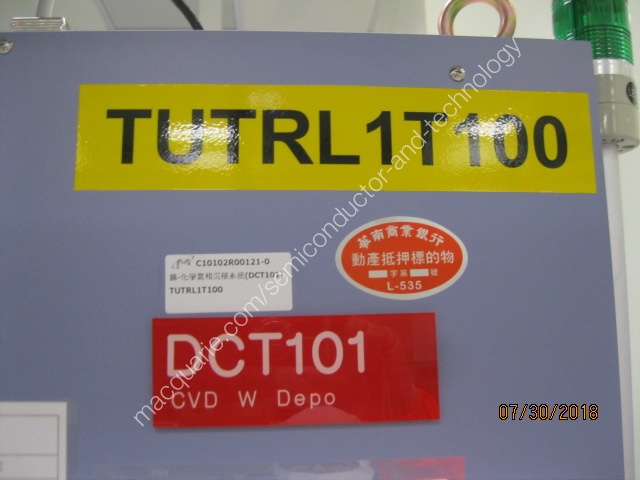 TUTRL1T100
華南商業銀行
動產抵押標的物
字第 號
L-535
C10102R00121-0
鎢-化學氣相沉積系統(DCT101)
TUTRL1T100
DCT101
CVD W Depo
07/30/2018
macquarie.com/semiconductor-and-technology